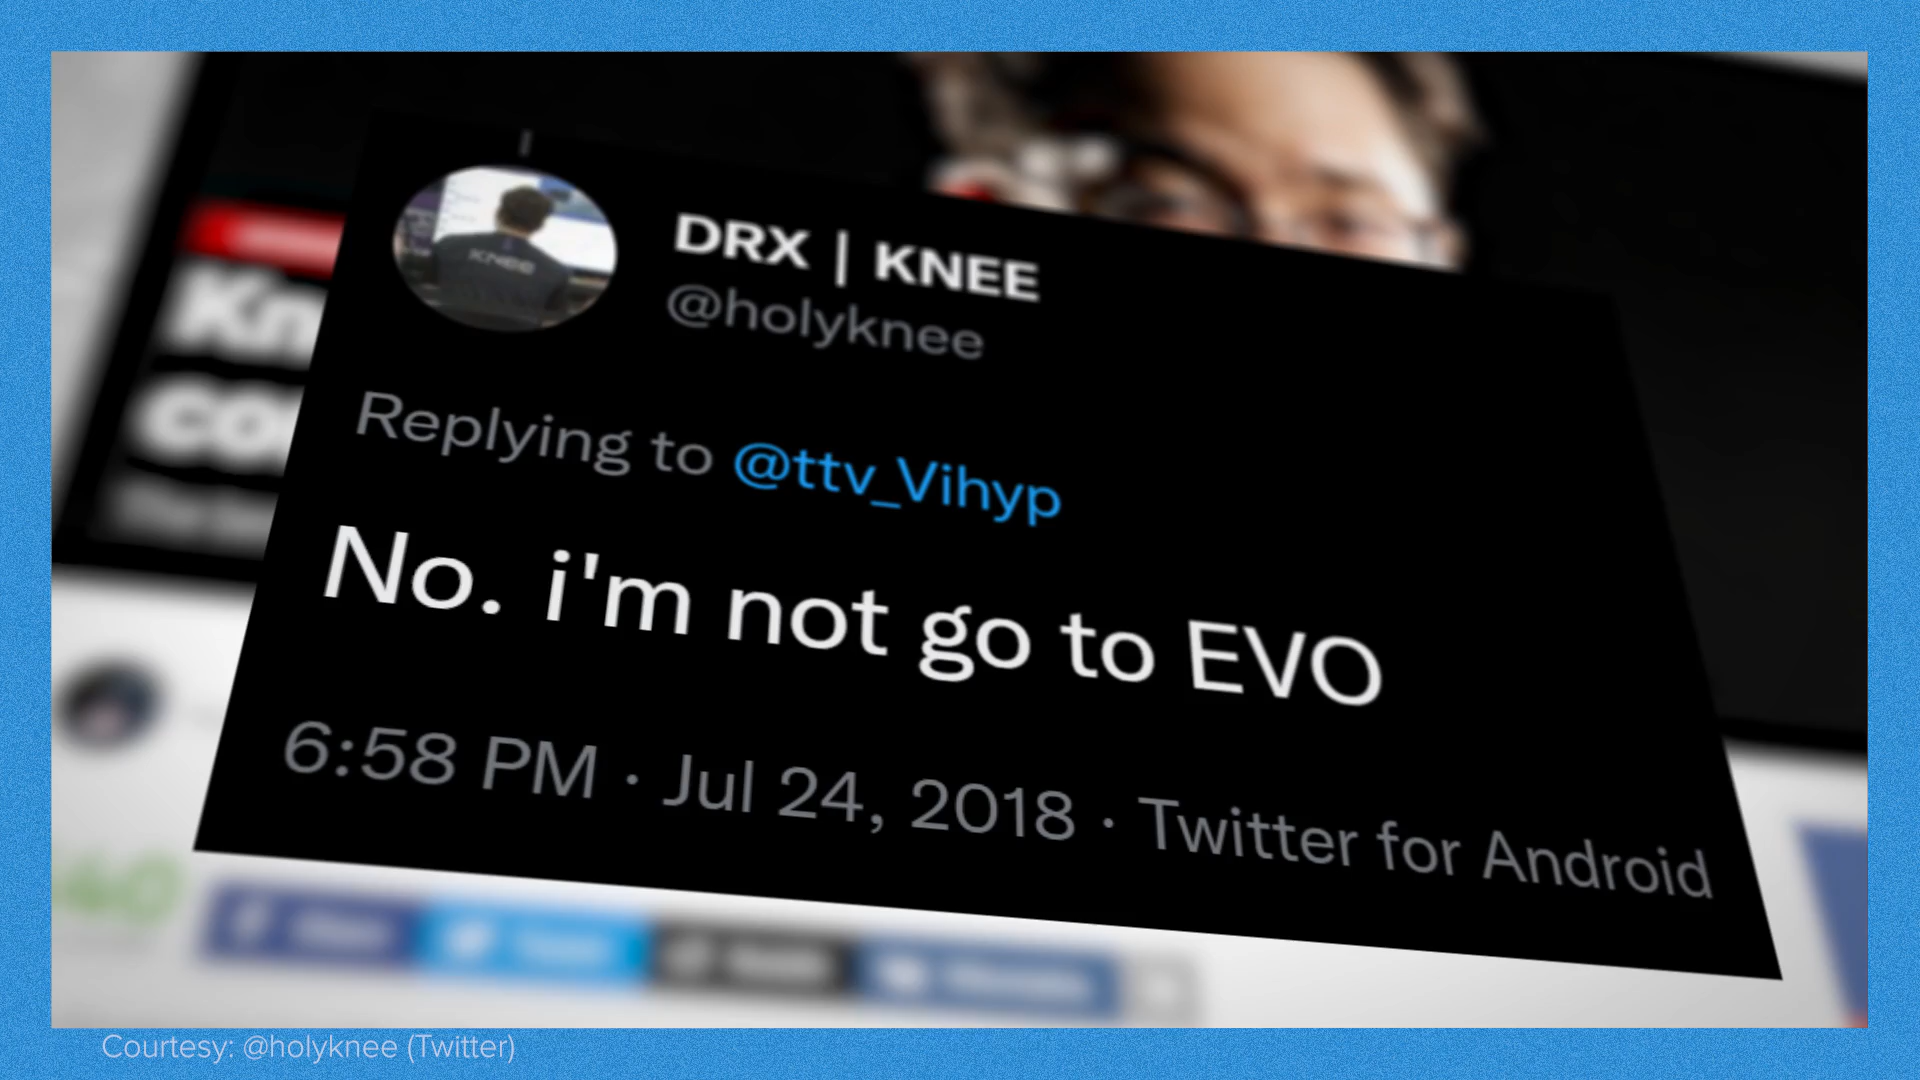 DRX | KNEE
@holyknee
KNEE
Replying to @ttv_Vihyp
No. i'm not go to EVO
6:58 PM · Jul 24, 2018 · Twitter for Android
Courtesy: @holyknee (Twitter)